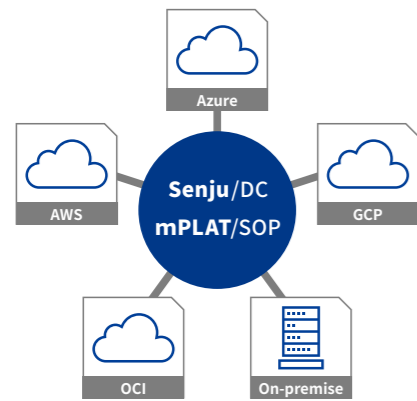 Azure
AWS
Senju/DC
mPLAT/SOP
GCP
OCI
On-premise